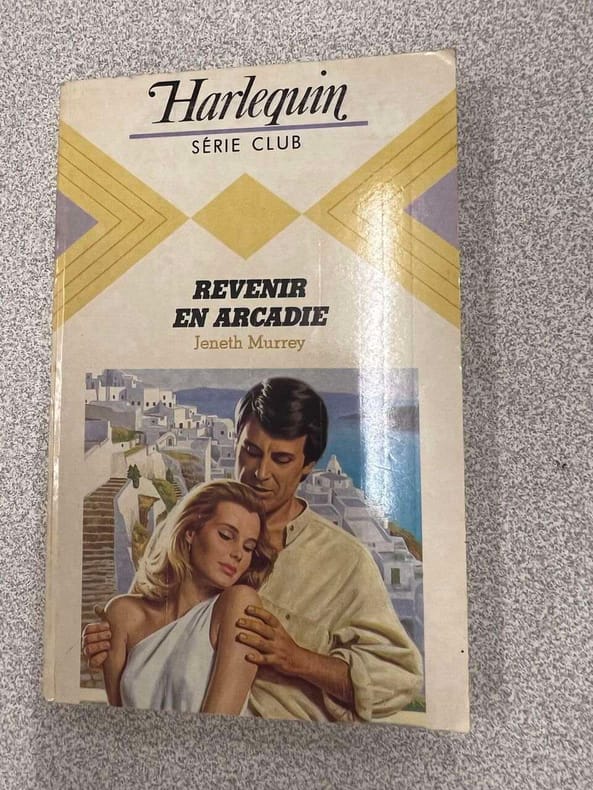 Harlequin
SÉRIE CLUB
REVENIR
EN ARCADIE
Jeneth Murrey